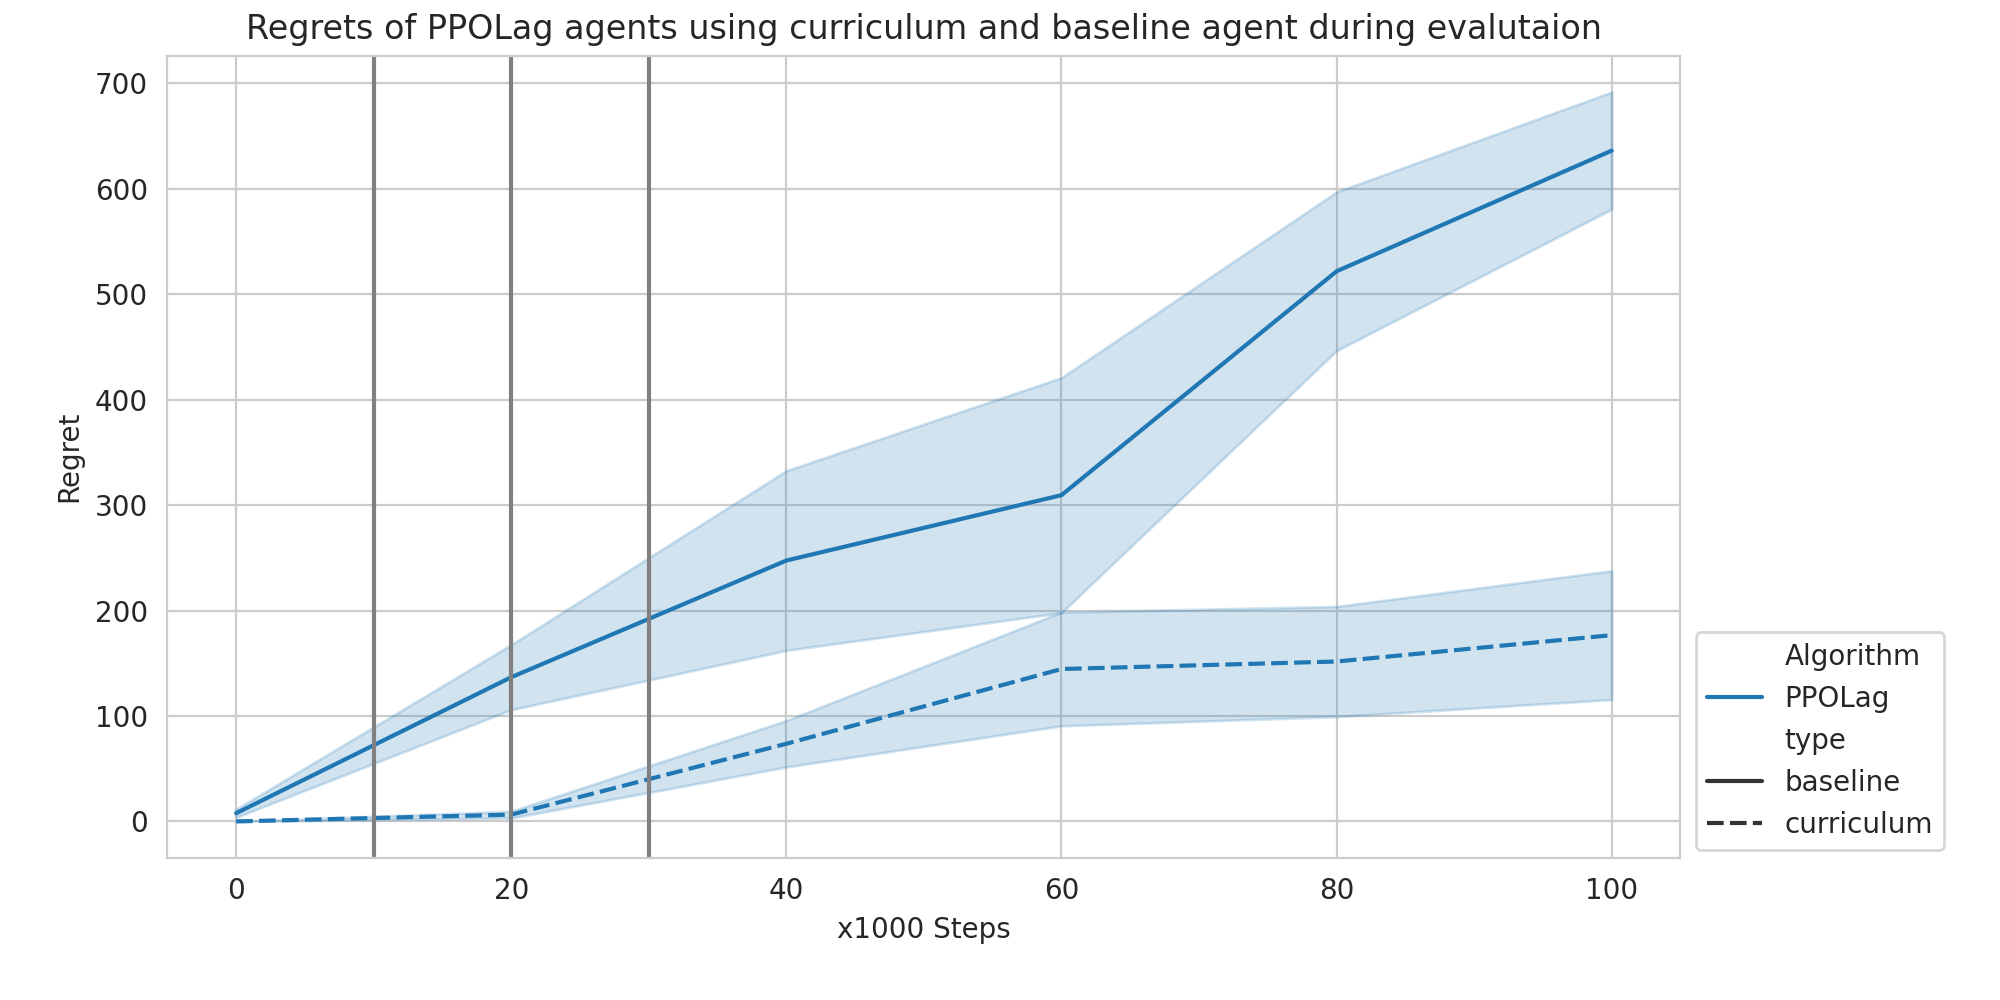 Regrets of PPOLag agents using curriculum and baseline agent during evalutaion
700
600
500
400
300
200
100
0
Regret
0 20 40 60 80 100
x1000 Steps
Algorithm
PPOLag
type
baseline
curriculum